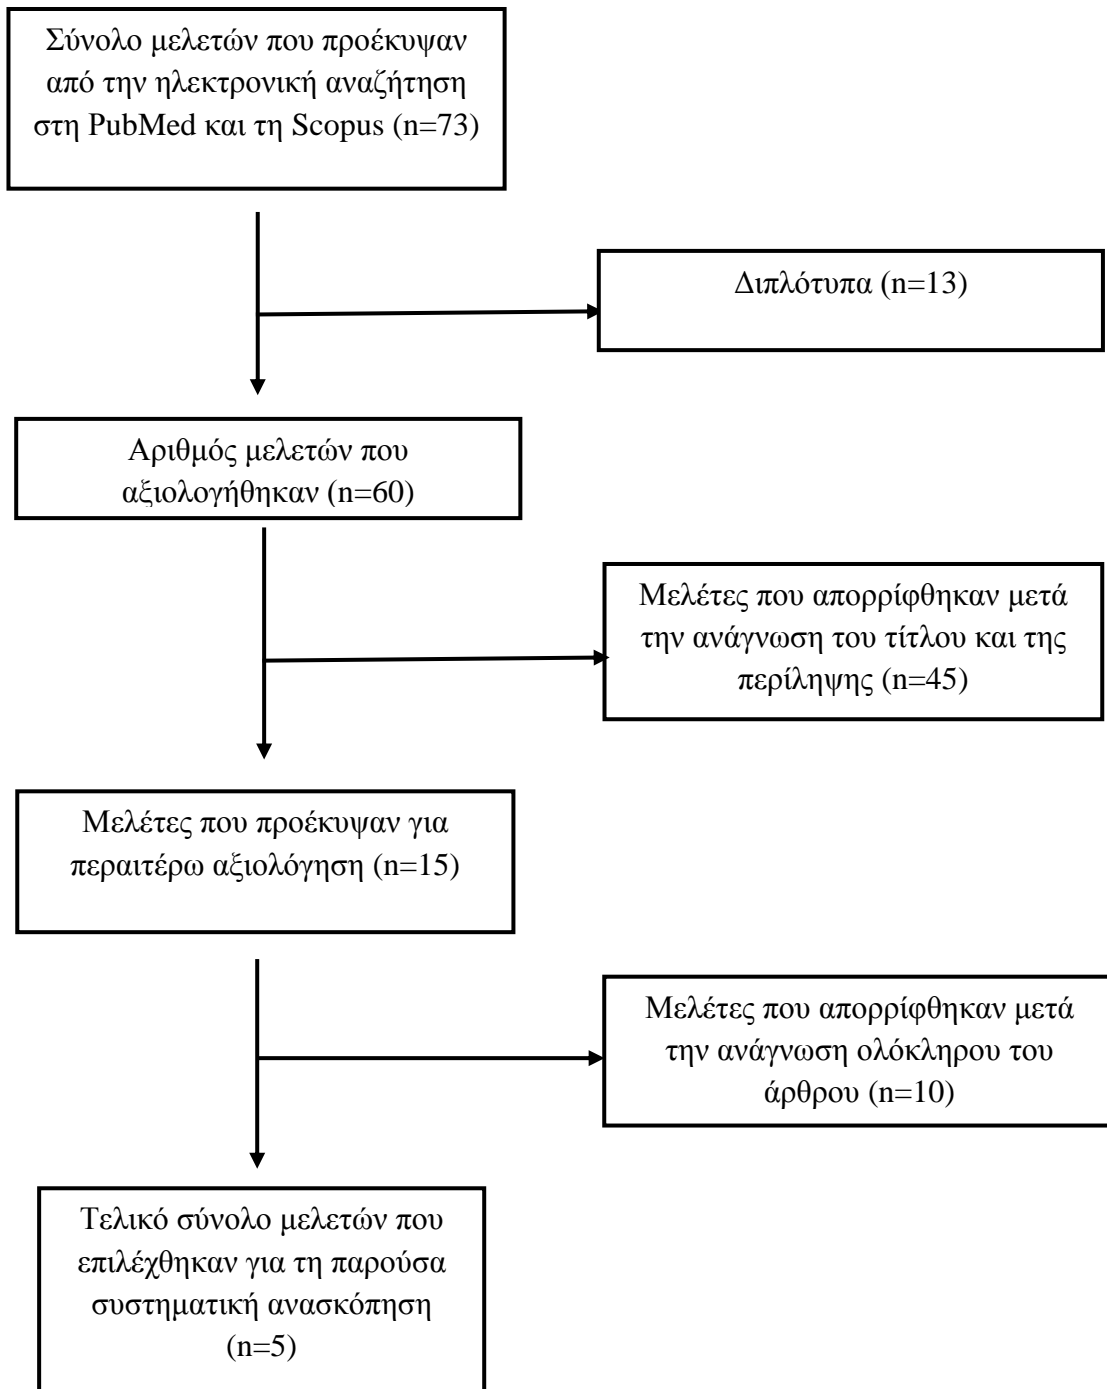 Σύνολο μελετών που προέκυψαν
από την ηλεκτρονική αναζήτηση
στη PubMed και τη Scopus (n=73)
Διπλότυπα (n=13)
Αριθμός μελετών που
αξιολογήθηκαν (n=60)
Μελέτες που απορρίφθηκαν μετά
την ανάγνωση του τίτλου και της
περίληψης (n=45)
Μελέτες που προέκυψαν για
περαιτέρω αξιολόγηση (n=15)
Μελέτες που απορρίφθηκαν μετά
την ανάγνωση ολόκληρου του
άρθρου (n=10)
Τελικό σύνολο μελετών που
επιλέχθηκαν για τη παρούσα
συστηματική ανασκόπηση
(n=5)